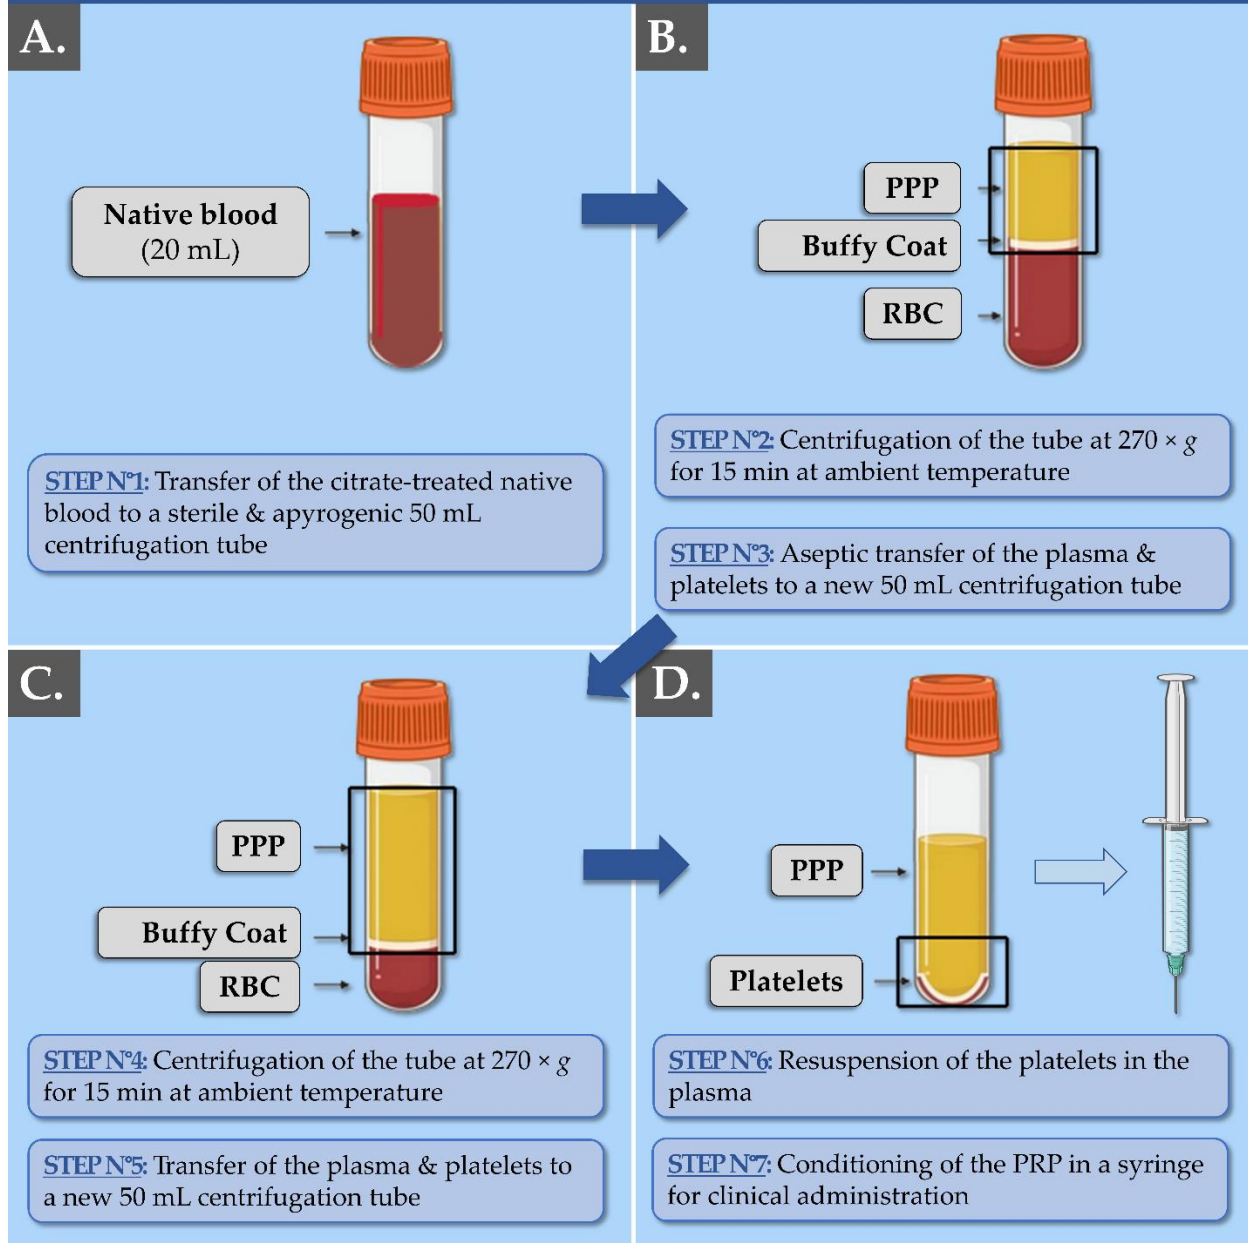 A.
Native blood
(20 mL)
STEP N°1: Transfer of the citrate-treated native
blood to a sterile & apyrogenic 50 mL
centrifugation tube
B.
PPP
Buffy Coat
RBC
STEP N°2: Centrifugation of the tube at 270 × g
for 15 min at ambient temperature
STEP N°3: Aseptic transfer of the plasma &
platelets to a new 50 mL centrifugation tube
C.
PPP
Buffy Coat
RBC
STEP N°4: Centrifugation of the tube at 270 × g
for 15 min at ambient temperature
STEP N°5: Transfer of the plasma & platelets to
a new 50 mL centrifugation tube
D.
PPP
Platelets
STEP N°6: Resuspension of the platelets in the
plasma
STEP N°7: Conditioning of the PRP in a syringe
for clinical administration